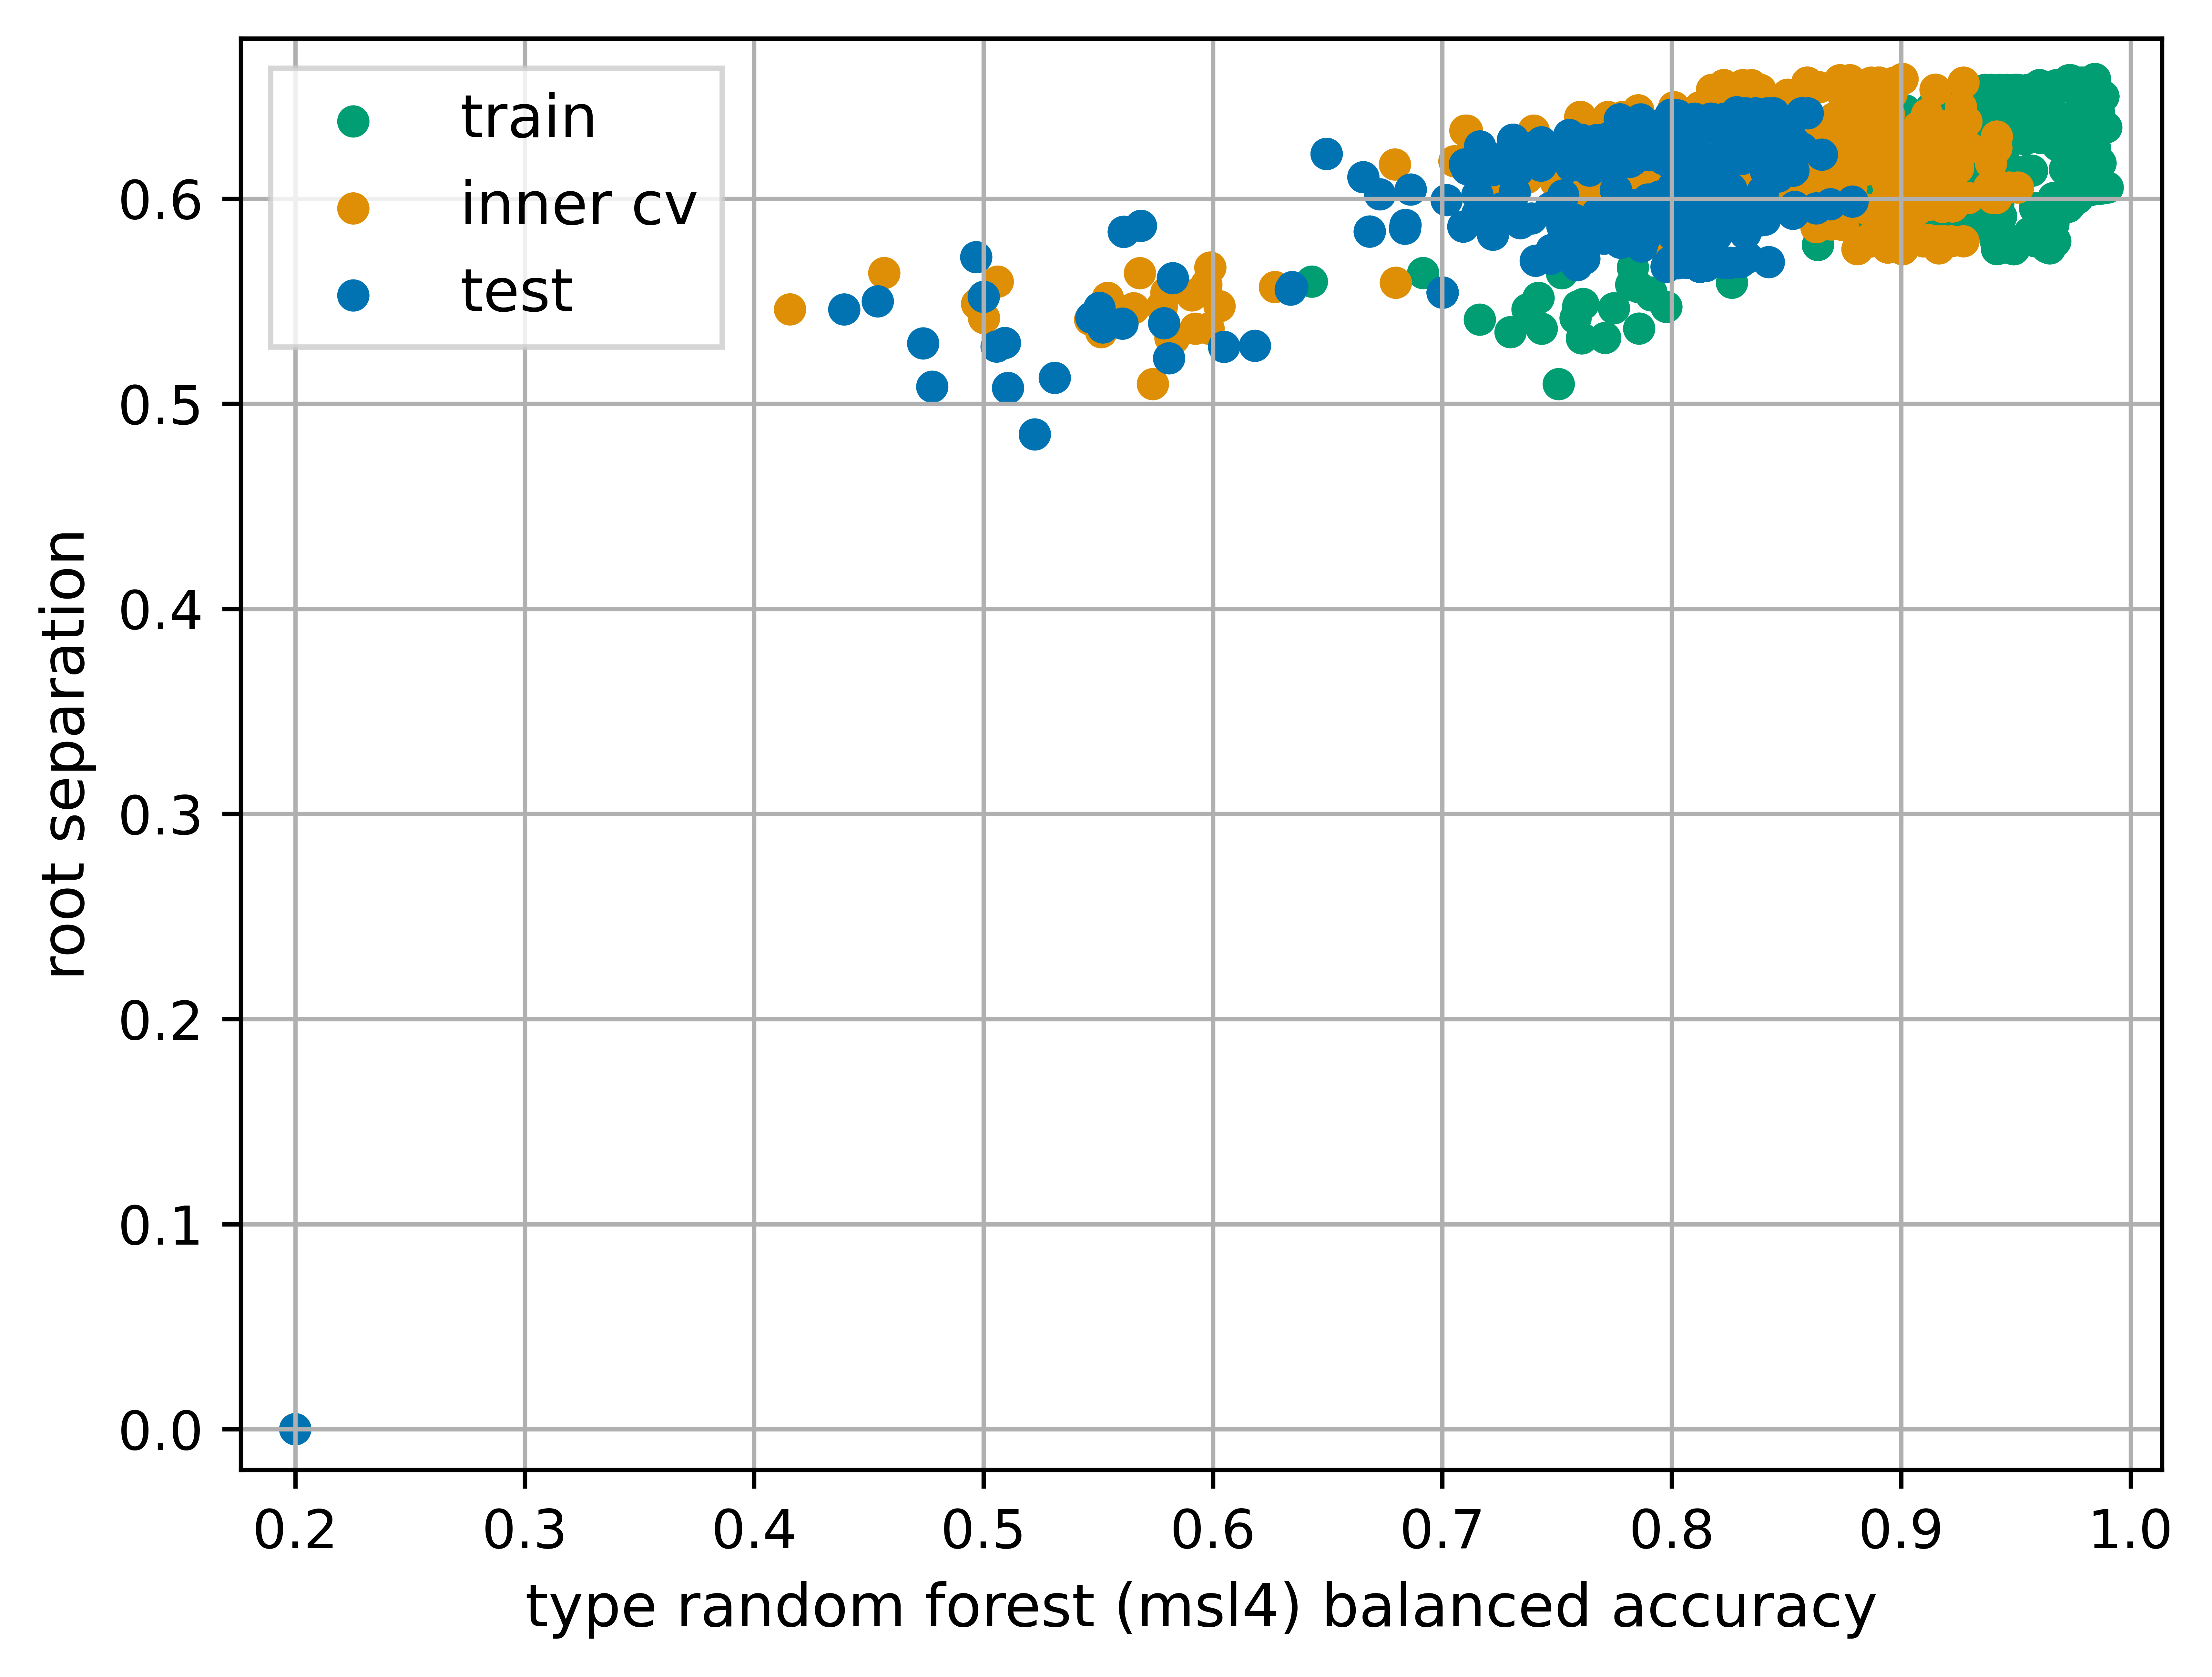 train
inner cv
test
root separation
0.6
0.5
0.4
0.3
0.2
0.1
0.0
0.2 0.3 0.4 0.5 0.6 0.7 0.8 0.9 1.0
type random forest (msl4) balanced accuracy